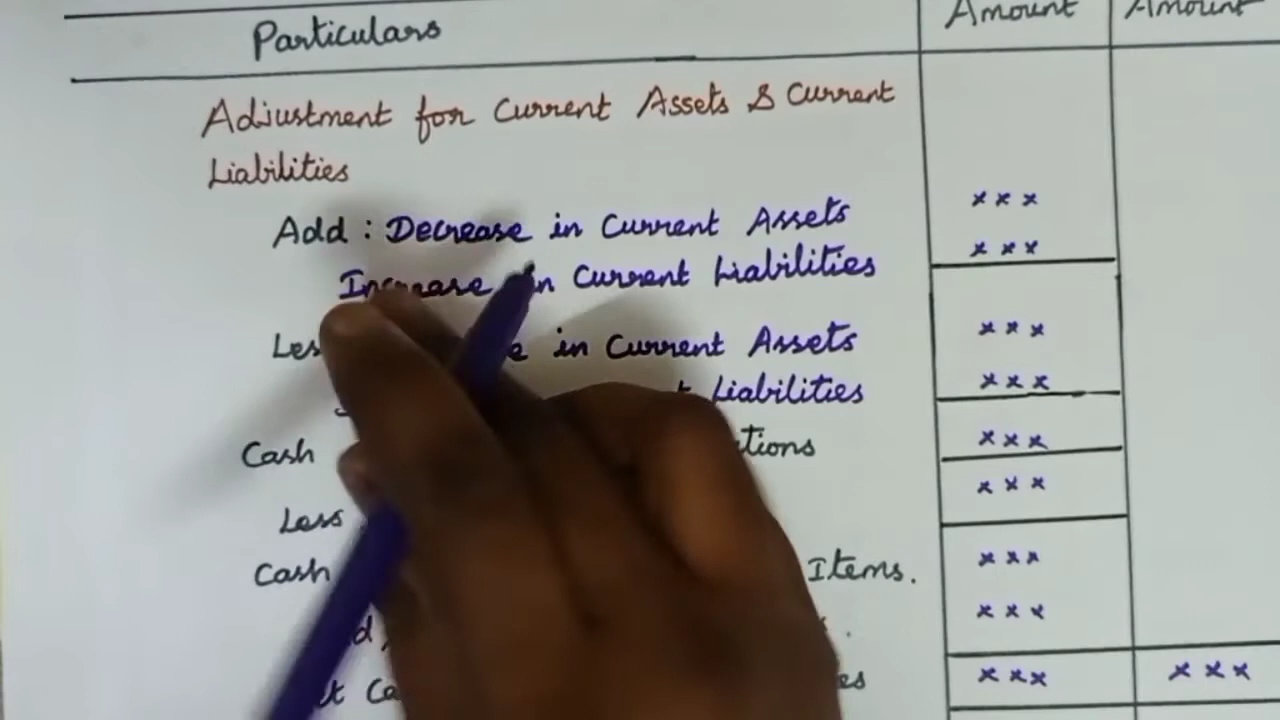 Particulars Amount Amount
Adjustment for Current Assets & Current
Liabilities
Add : Decrease in Current Assets xxx
Increase in Current Liabilities xxx
in Current Assets xxx
Liabilities xxx
Cash xxx
Less xxx
Cash Items. xxx
xxx
xxx xxx